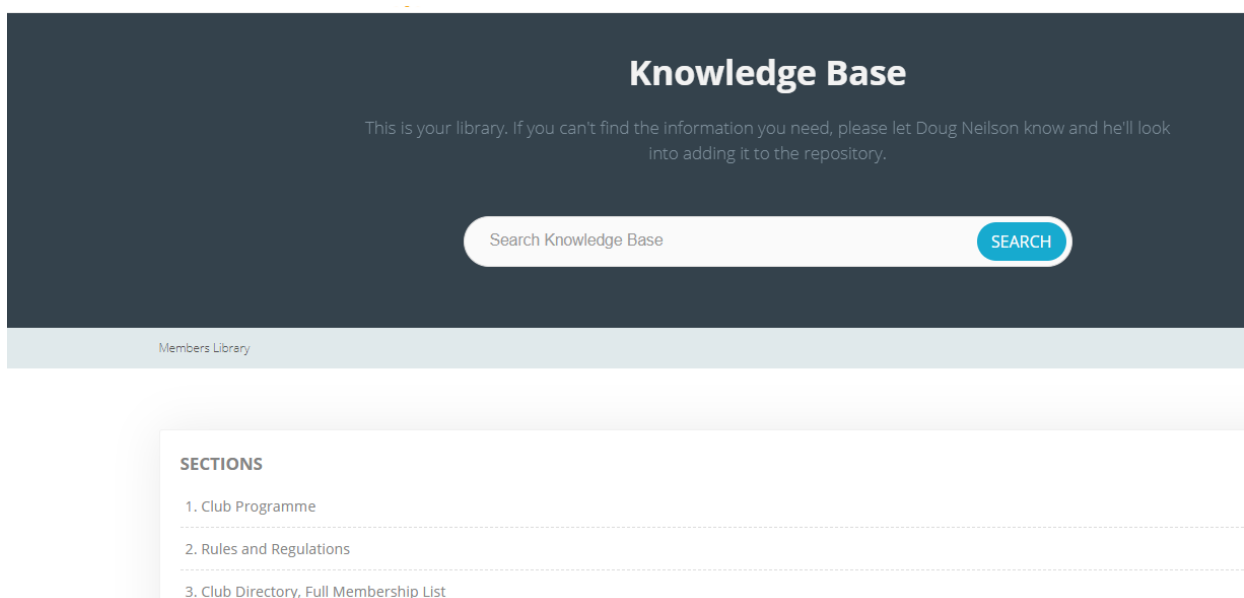 Knowledge Base
This is your library. If you can't find the information you need, please let Doug Neilson know and he'll look
into adding it to the repository.
Search Knowledge Base
SEARCH
Members Library
SECTIONS
1. Club Programme
2. Rules and Regulations
3. Club Directory, Full Membership List